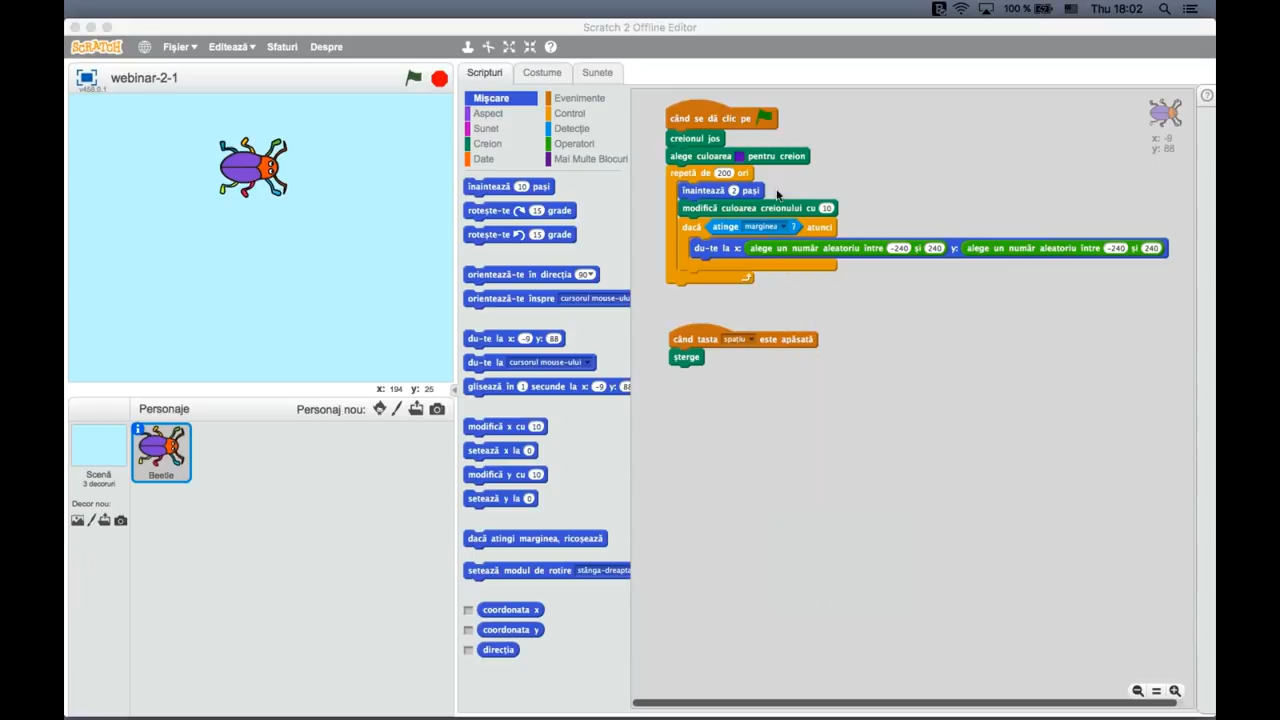 100 % Thu 18:02
Scratch 2 Offline Editor
SCRATCH Fișier Editează Sfaturi Despre
webinar-2-1
v458.0.1
Scripturi Costume Sunete
Mișcare Evenimente
Aspect Control
Sunet Detecție
Creion Operatori
Date Mai Multe Blocuri
înaintează 10 pași
rotește-te 15 grade
rotește-te 15 grade
orientează-te în direcția 90
orientează-te înspre cursorul mouse-ulu
du-te la x: -9 y: 88
du-te la cursorul mouse-ului
glisează în 1 secunde la x: -9 y: 88
modifică x cu 10
setează x la 0
modifică y cu 10
setează y la 0
dacă atingi marginea, ricoșează
setează modul de rotire stânga-dreapta
coordonata x
coordonata y
direcția
când se dă clic pe
creionul jos
alege culoarea pentru creion
repetă de 200 ori
înaintează 2 pași
modifică culoarea creionului cu 10
dacă atinge marginea ? atunci
du-te la x: alege un număr aleatoriu între -240 și 240 y: alege un număr aleatoriu între -240 și 240
când tasta spațiu este apăsată
șterge
x: -9
y: 88
x: 194 y: 25
Personaje Personaj nou:
Scenă
3 decoruri
Decor nou:
Beetle